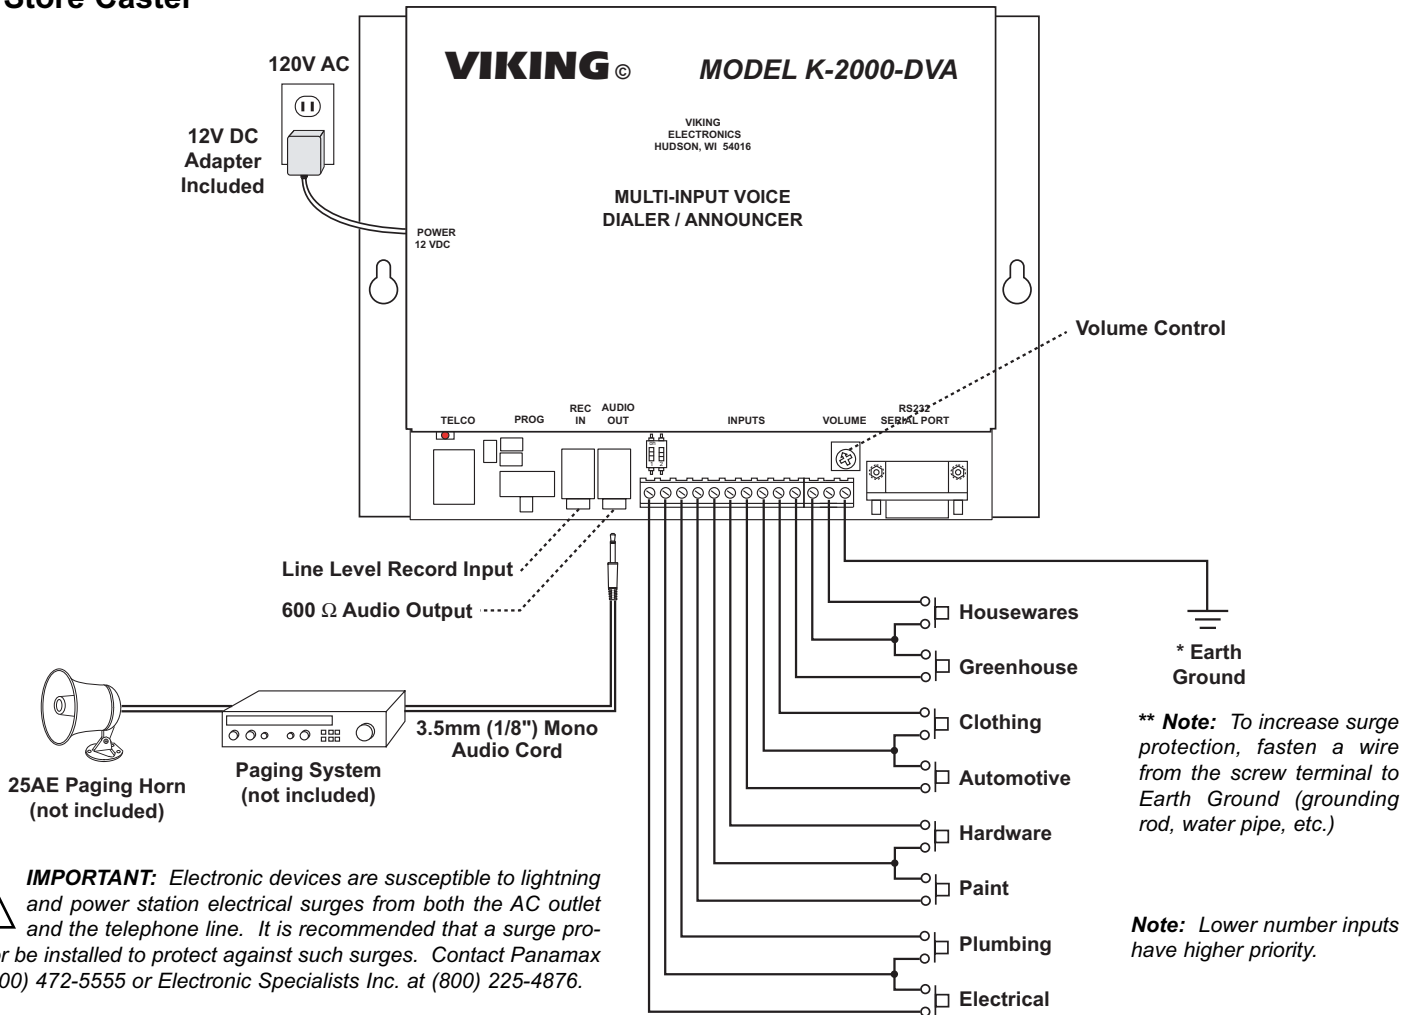 Store Caster
120V AC
12V DC
Adapter
Included
VIKING ©
MODEL K-2000-DVA
VIKING
ELECTRONICS
HUDSON, WI 54016
MULTI-INPUT VOICE
DIALER / ANNOUNCER
POWER
12 VDC
Volume Control
TELCO
PROG
REC
IN
AUDIO
OUT
INPUTS
VOLUME
RS232
SERIAL PORT
Line Level Record Input
600 Ω Audio Output
3.5mm (1/8") Mono
Audio Cord
25AE Paging Horn
(not included)
Paging System
(not included)
Housewares
Greenhouse
Clothing
Automotive
Hardware
Paint
Plumbing
Electrical
* Earth
Ground
** Note: To increase surge
protection, fasten a wire
from the screw terminal to
Earth Ground (grounding
rod, water pipe, etc.)
Note: Lower number inputs
have higher priority.
IMPORTANT: Electronic devices are susceptible to lightning
and power station electrical surges from both the AC outlet
and the telephone line. It is recommended that a surge pro-
or be installed to protect against such surges. Contact Panamax
00) 472-5555 or Electronic Specialists Inc. at (800) 225-4876.